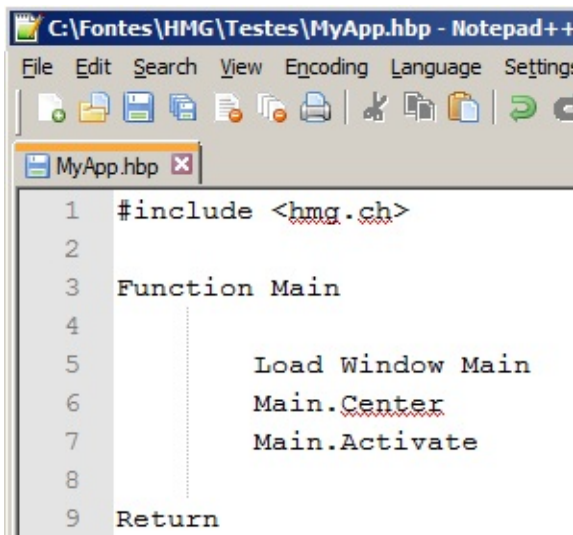 C:\Fontes\HMG\Testes\MyApp.hbp - Notepad++
File Edit Search View Encoding Language Settings
MyApp.hbp
1 #include <hmg.ch>
2
3 Function Main
4
5 Load Window Main
6 Main.Center
7 Main.Activate
8
9 Return